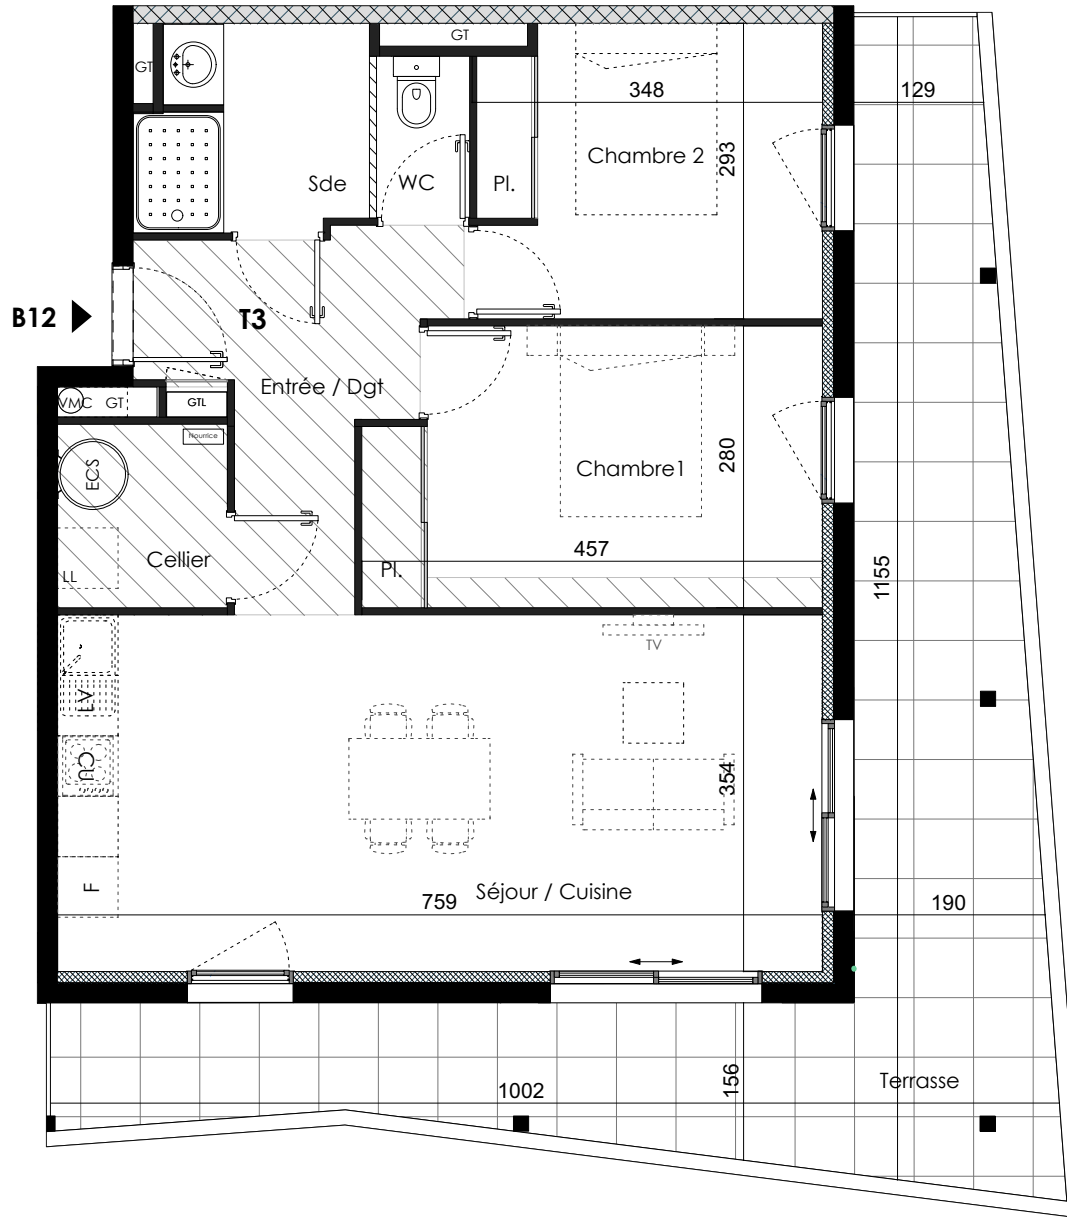 GT
GT
348
129
Chambre 2
293
Sde
WC
Pl.
B12
T3
Entrée / Dgt
VMC
GT
GTL
Nourrice
ECS
Chambre1
280
457
Cellier
Pl.
LL
1155
TV
LV
CU
354
F
Séjour / Cuisine
759
190
Terrasse
156
1002